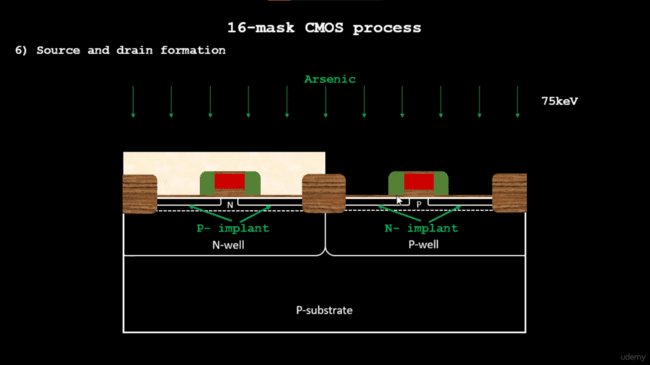 16-mask CMOS process
6) Source and drain formation
Arsenic
75keV
N
P
P- implant
N- implant
N-well
P-well
P-substrate
udemy